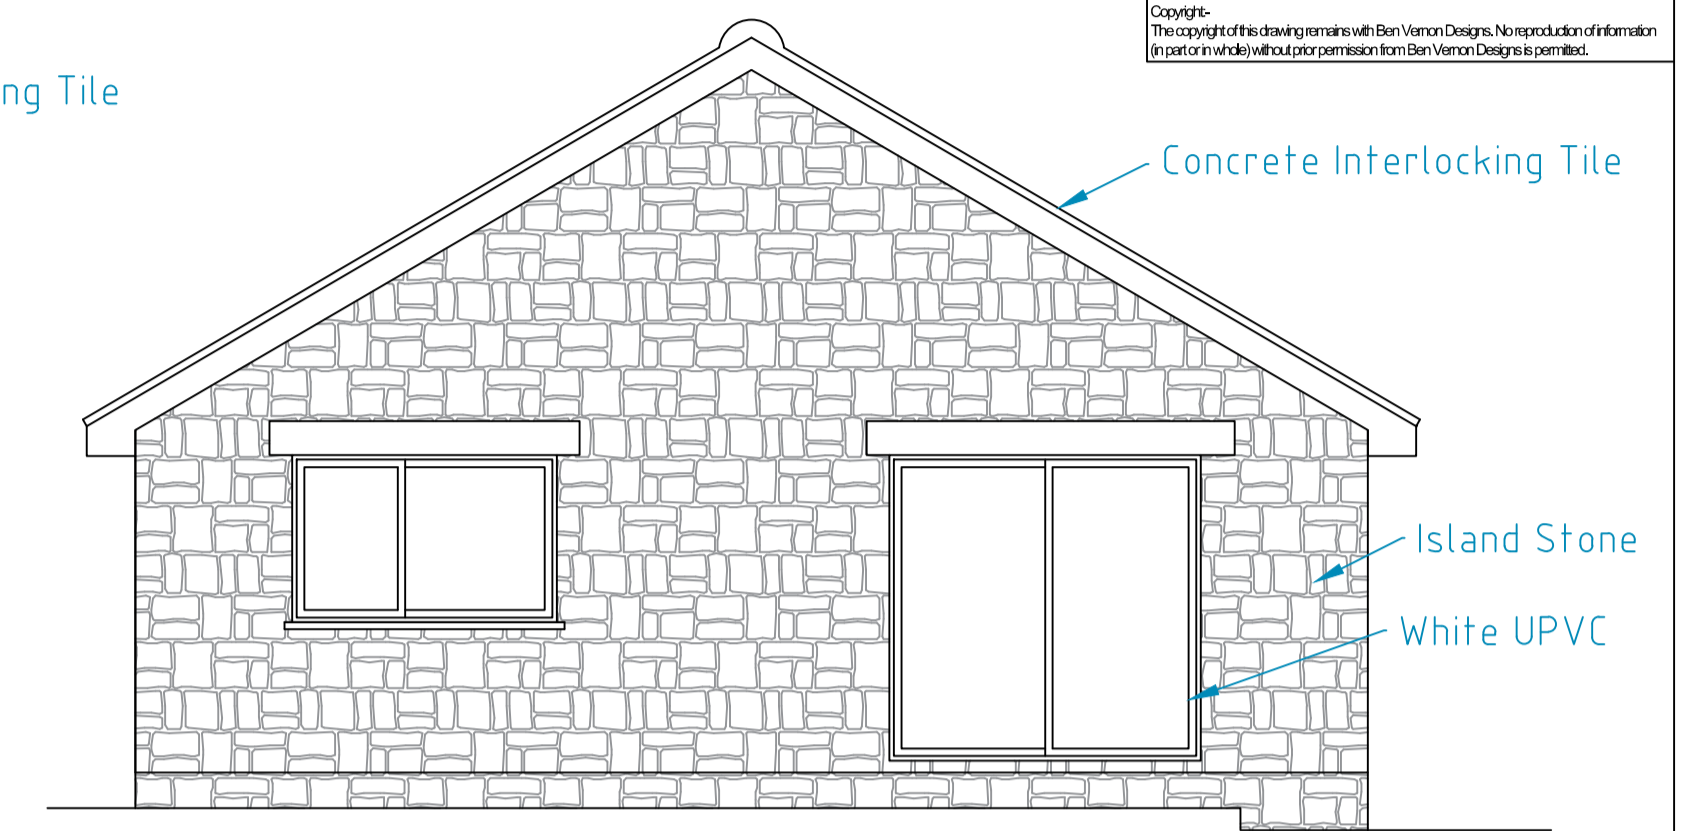 Copyright:-
The copyright of this drawing remains with Ben Vernon Designs. No reproduction of information
(in part or in whole) without prior permission from Ben Vernon Designs is permitted.
ng Tile
Concrete Interlocking Tile
Island Stone
White UPVC